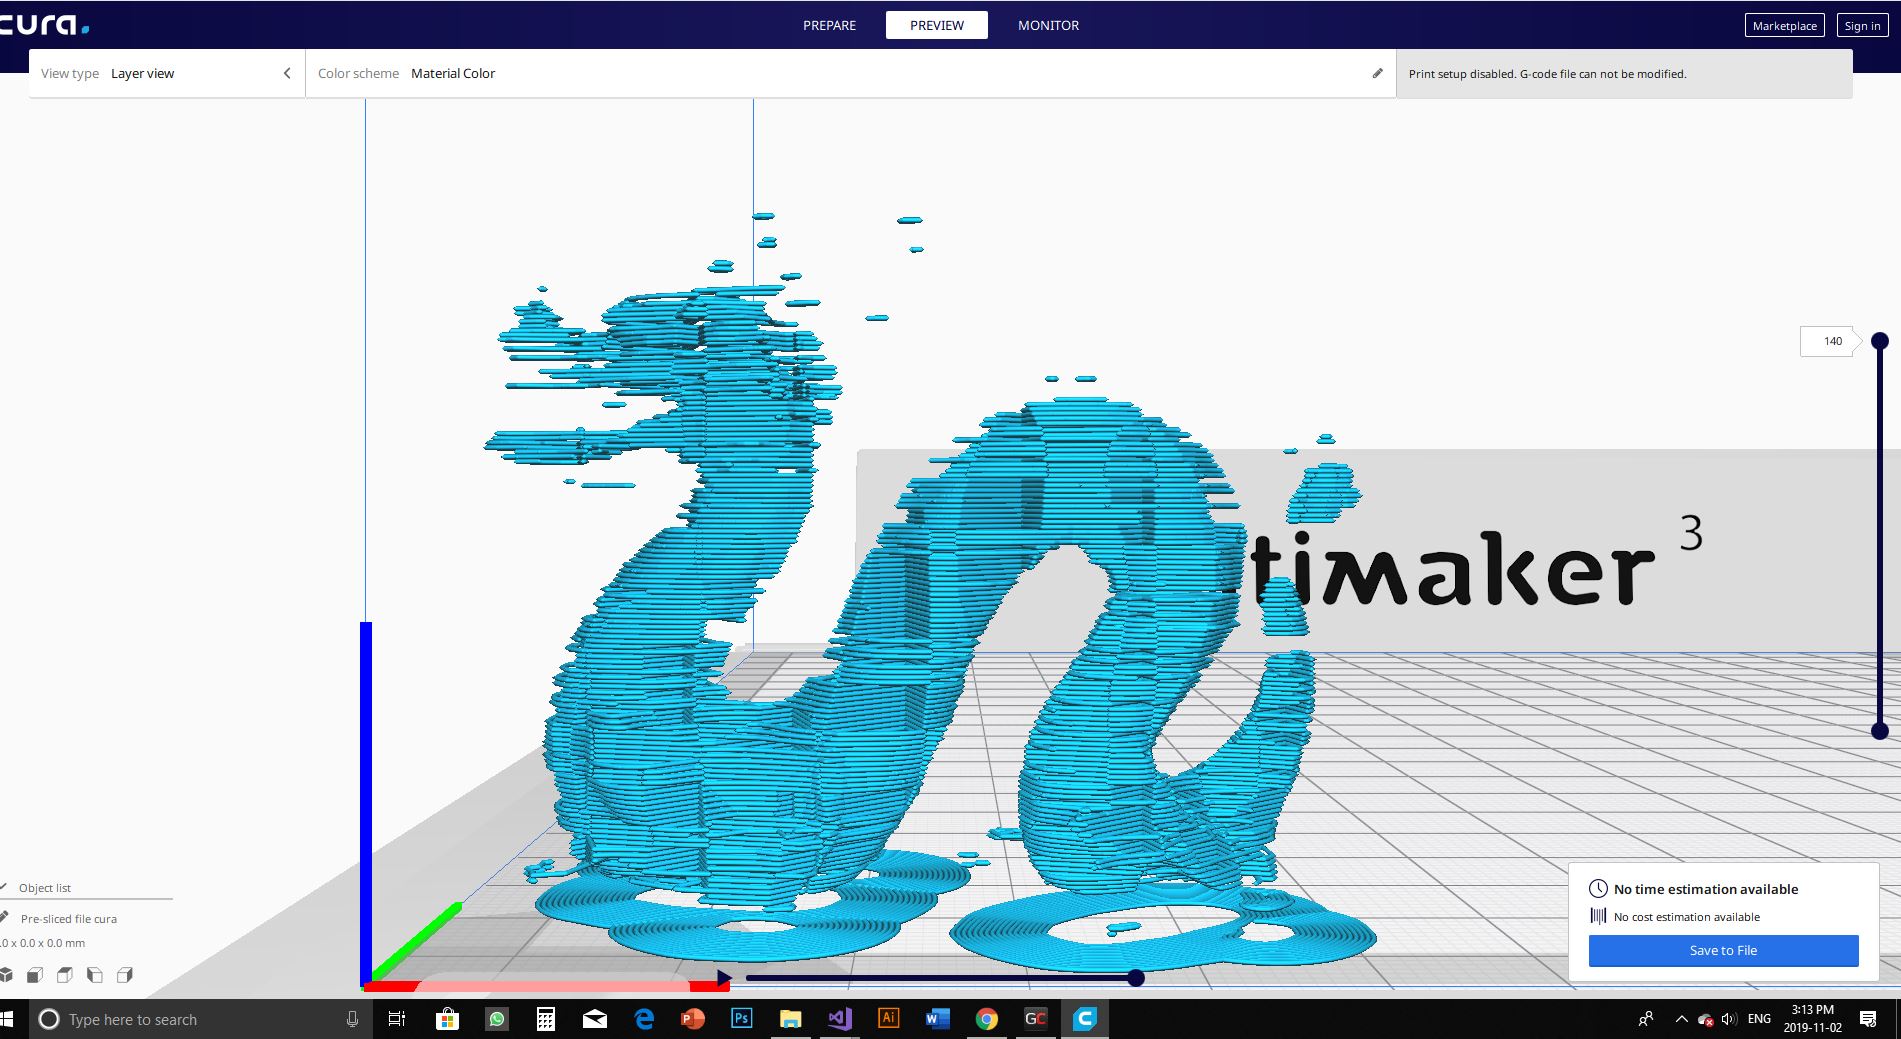 cura.
PREPARE
PREVIEW
MONITOR
Marketplace
Sign in
View type Layer view
Color scheme Material Color
Print setup disabled. G-code file can not be modified.
140
timaker 3
Object list
Pre-sliced file cura
.0 x 0.0 x 0.0 mm
No time estimation available
No cost estimation available
Save to File
Type here to search
Ps
Ai
GC
ENG
3:13 PM
2019-11-02